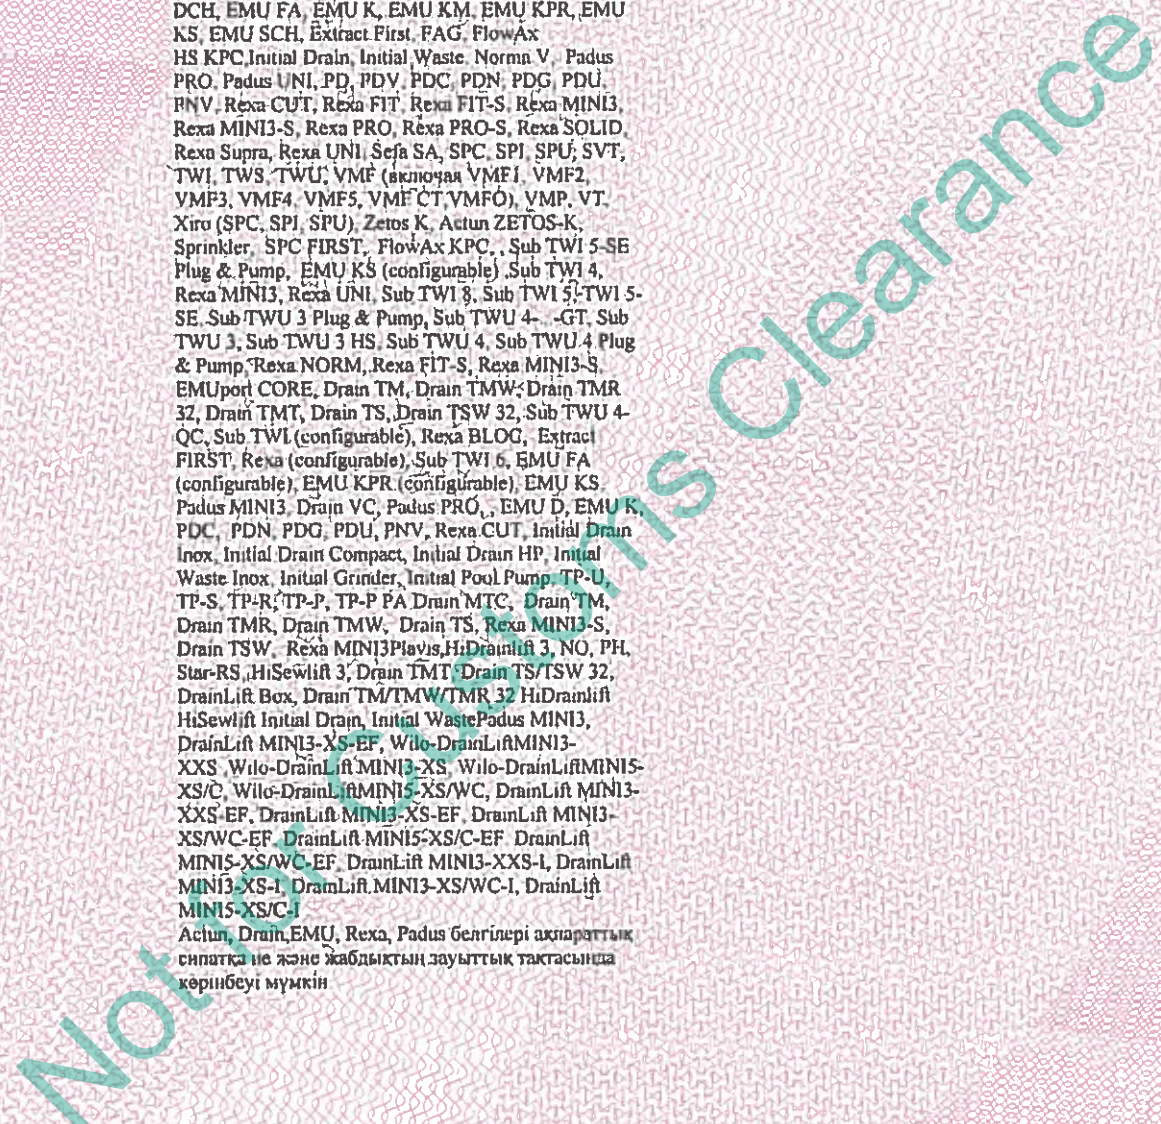 DCH, EMU FA, EMU K, EMU KM, EMU KPR, EMU
KS, EMU SCH, Extract First, FAG, FlowAx
HS KPC,Initial Drain, Initial Waste, Norma V, Padus
PRO, Padus UNI, PD, PDV, PDC, PDN, PDG, PDU,
PNV, Rexa CUT, Rexa FIT, Rexa FIT-S, Rexa MINI3,
Rexa MINI3-S, Rexa PRO, Rexa PRO-S, Rexa SOLID,
Rexa Supra, Rexa UNI, Sefa SA, SPC, SPI, SPU, SVT,
TWI, TWS, TWU, VMF (включая VMF1, VMF2,
VMF3, VMF4, VMF5, VMF CT,VMFO), VMP, VT,
Xiro (SPC, SPI, SPU), Zetos K, Actun ZETOS-K,
Sprinkler, SPC FIRST, FlowAx KPC, , Sub TWI 5-SE
Plug & Pump, EMU KS (configurable) ,Sub TWI 4,
Rexa MINI3, Rexa UNI, Sub TWI 8, Sub TWI 5, TWI 5-
SE, Sub TWU 3 Plug & Pump, Sub TWU 4-...-GT, Sub
TWU 3, Sub TWU 3 HS, Sub TWU 4, Sub TWU 4 Plug
& Pump, Rexa NORM, Rexa FIT-S, Rexa MINI3-S,
EMUport CORE, Drain TM, Drain TMW, Drain TMR
32, Drain TMT, Drain TS, Drain TSW 32, Sub TWU 4-
QC, Sub TWI (configurable), Rexa BLOC, Extract
FIRST, Rexa (configurable), Sub TWI 6, EMU FA
(configurable), EMU KPR (configurable), EMU KS
Padus MINI3, Drain VC, Padus PRO, , EMU D, EMU K,
PDC, PDN, PDG, PDU, PNV, Rexa CUT, Initial Drain
Inox, Initial Drain Compact, Initial Drain HP, Initial
Waste Inox, Initial Grinder, Initial Pool Pump, TP-U,
TP-S, TP-R, TP-P, TP-P PA Drain MTC, Drain TM,
Drain TMR, Drain TMW, Drain TS, Rexa MINI3-S,
Drain TSW, Rexa MINI3Plavis,HiDrainlift 3, NO, PH,
Star-RS, HiSewlift 3, Drain TMT, Drain TS/TSW 32,
DrainLift Box, Drain TM/TMW/TMR 32 HiDrainlift
HiSewlift Initial Drain, Initial WastePadus MINI3,
DrainLift MINI3-XS-EF, Wilo-DrainLiftMINI3-
XXS ,Wilo-DrainLift MINI3-XS, Wilo-DrainLiftMINI5-
XS/C, Wilo-DrainLiftMINI5-XS/WC, DrainLift MINI3-
XXS-EF, DrainLift MINI3-XS-EF, DrainLift MINI3-
XS/WC-EF, DrainLift MINI5-XS/C-EF, DrainLift
MINI5-XS/WC-EF, DrainLift MINI3-XXS-I, DrainLift
MINI3-XS-I, DrainLift MINI3-XS/WC-I, DrainLift
MINI5-XS/C-I
Actun, Drain,EMU, Rexa, Padus белгілері ақпараттық
сипатқа ие және жабдықтың зауыттық тақтасында
көрінбеуі мүмкін
Not for Customs Clearance